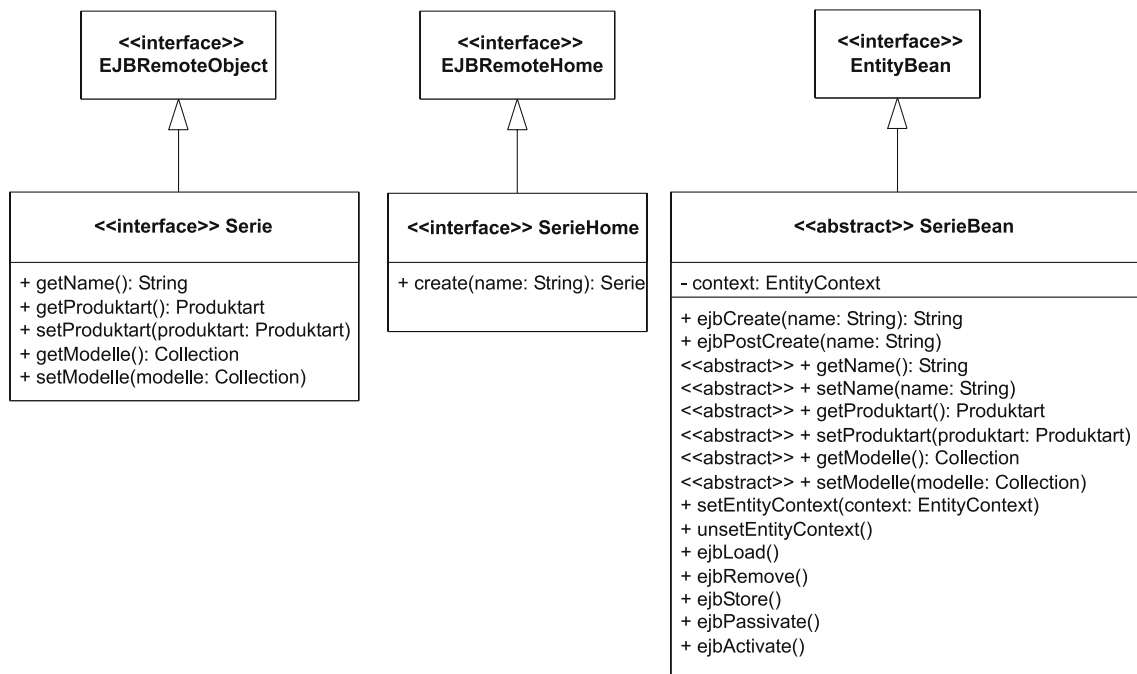 <<interface>>
EJBRemoteObject
<<interface>>
EJBRemoteHome
<<interface>>
EntityBean
<<interface>> Serie
+ getName(): String
+ getProduktart(): Produktart
+ setProduktart(produktart: Produktart)
+ getModelle(): Collection
+ setModelle(modelle: Collection)
<<interface>> SerieHome
+ create(name: String): Serie
<<abstract>> SerieBean
- context: EntityContext
+ ejbCreate(name: String): String
+ ejbPostCreate(name: String)
<<abstract>> + getName(): String
<<abstract>> + setName(name: String)
<<abstract>> + getProduktart(): Produktart
<<abstract>> + setProduktart(produktart: Produktart)
<<abstract>> + getModelle(): Collection
<<abstract>> + setModelle(modelle: Collection)
+ setEntityContext(context: EntityContext)
+ unsetEntityContext()
+ ejbLoad()
+ ejbRemove()
+ ejbStore()
+ ejbPassivate()
+ ejbActivate()